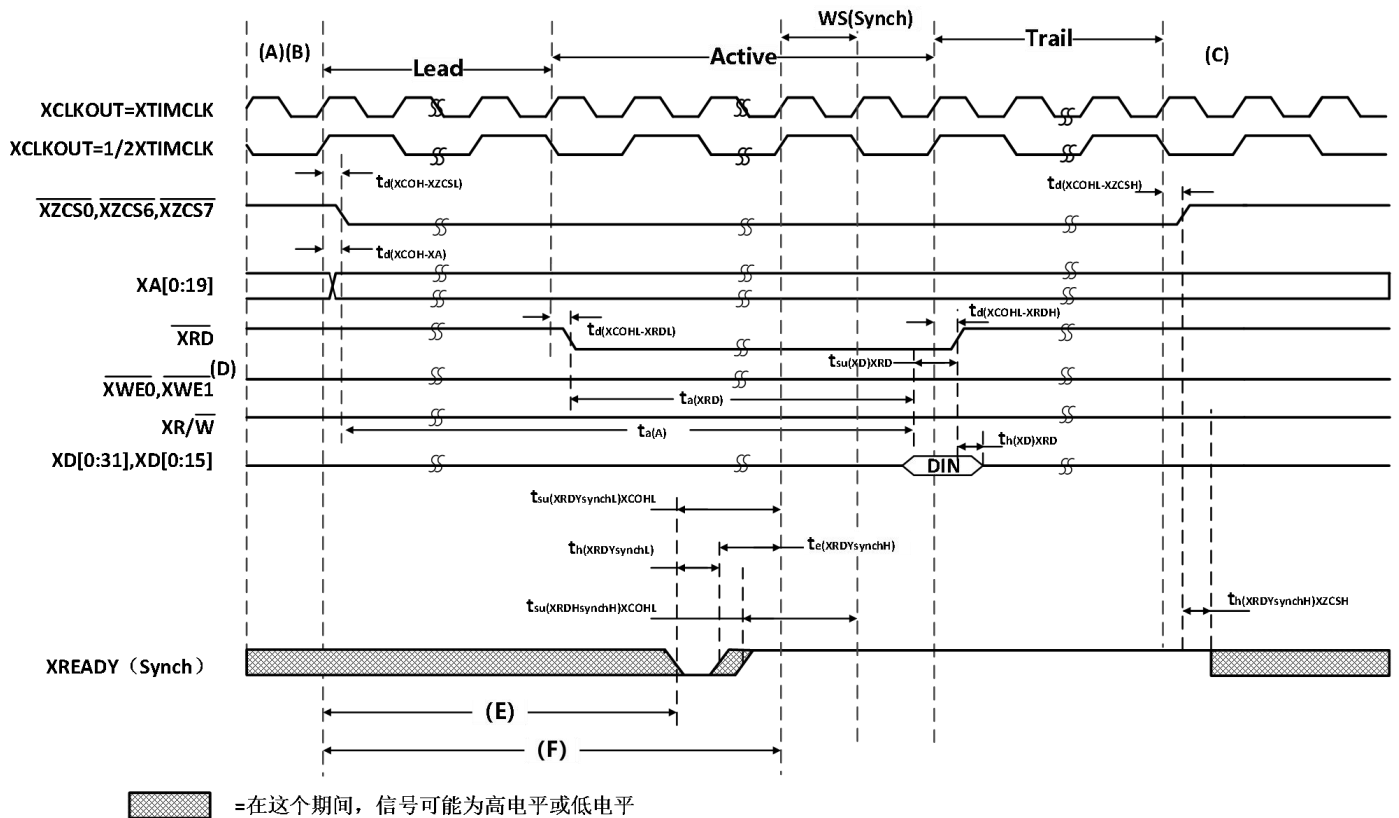 WS(Synch)
(A)(B)
Lead
Active
Trail
(C)
XCLKOUT=XTIMCLK
XCLKOUT=1/2XTIMCLK
td(XCOH-XZCSL)
td(XCOHL-XZCSH)
XZCS0,XZCS6,XZCS7
td(XCOH-XA)
XA[0:19]
td(XCOHL-XRDL)
td(XCOHL-XRDH)
XRD
tsu(XD)XRD
(D)
XWE0,XWE1
ta(XRD)
XR/W
ta(A)
th(XD)XRD
XD[0:31],XD[0:15]
DIN
tsu(XRDYsynchL)XCOHL
th(XRDYsynchL)
te(XRDYsynchH)
tsu(XRDHsynchH)XCOHL
th(XRDYsynchH)XZCSH
XREADY（Synch）
(E)
(F)
=在这个期间，信号可能为高电平或低电平